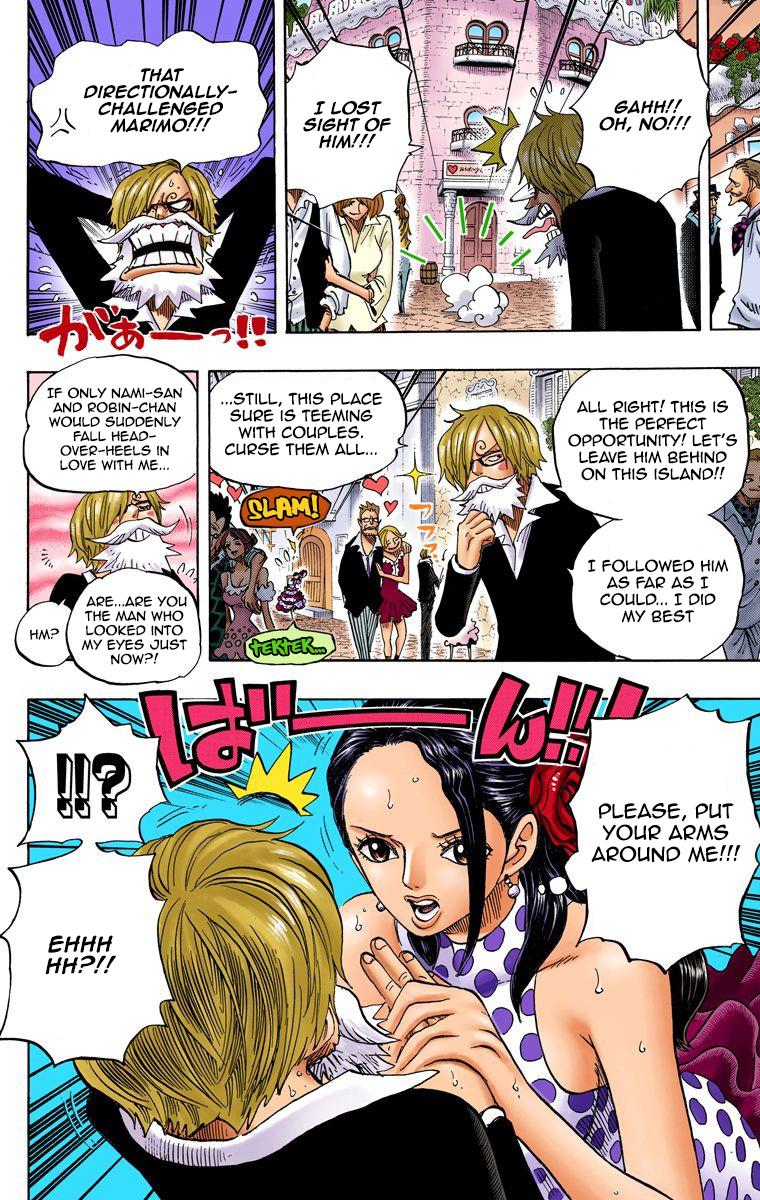 GAHH!!
OH, NO!!!
I LOST
SIGHT OF
HIM!!!
THAT
DIRECTIONALLY-
CHALLENGED
MARIMO!!!
がぁーっ!!
ALL RIGHT! THIS IS
THE PERFECT
OPPORTUNITY! LET'S
LEAVE HIM BEHIND
ON THIS ISLAND!!
I FOLLOWED HIM
AS FAR AS I
COULD... I DID
MY BEST
...STILL, THIS PLACE
SURE IS TEEMING
WITH COUPLES.
CURSE THEM ALL...
SLAM!
フフフ
TEKTEK...
IF ONLY NAMI-SAN
AND ROBIN-CHAN
WOULD SUDDENLY
FALL HEAD-
OVER-HEELS IN
LOVE WITH ME...
ARE...ARE YOU
THE MAN WHO
LOOKED INTO
MY EYES JUST
NOW?!
HM?
ばーん!!!
PLEASE, PUT
YOUR ARMS
AROUND ME!!!
!!?
EHHH
HH?!!